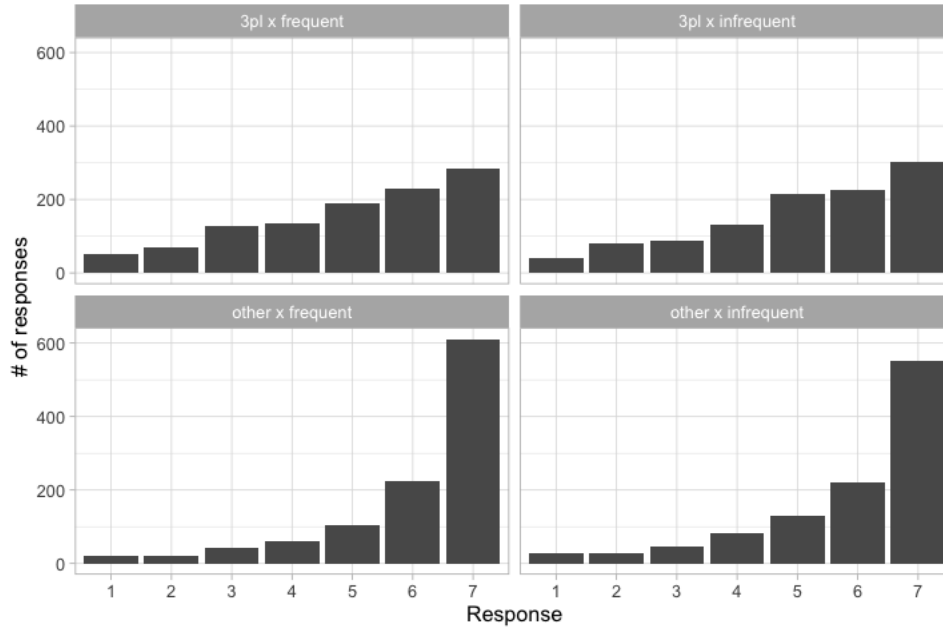 3pl x frequent
3pl x infrequent
600
400
200
0
other x frequent
other x infrequent
600
400
200
0
# of responses
1 2 3 4 5 6 7
1 2 3 4 5 6 7
Response